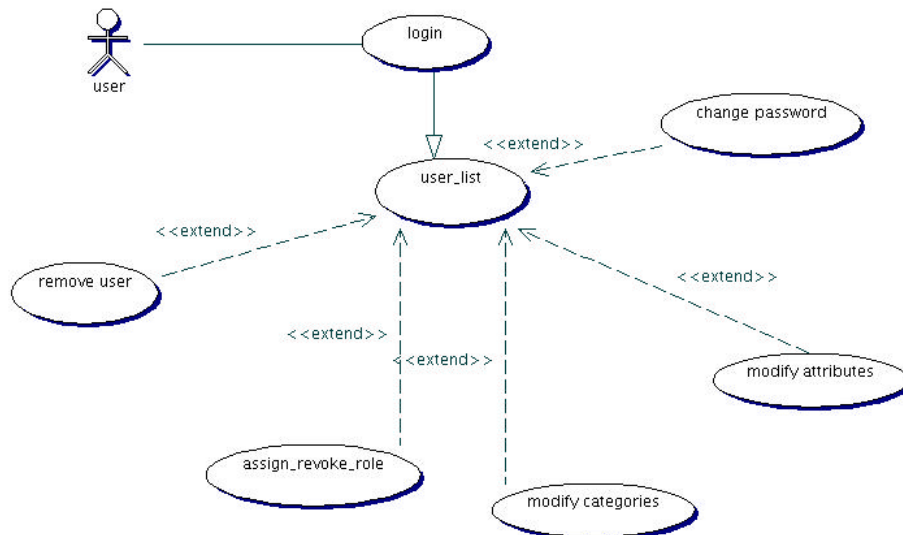 login
user
change password
<<extend>>
user_list
<<extend>>
<<extend>>
remove user
<<extend>>
<<extend>>
modify attributes
assign_revoke_role
modify categories